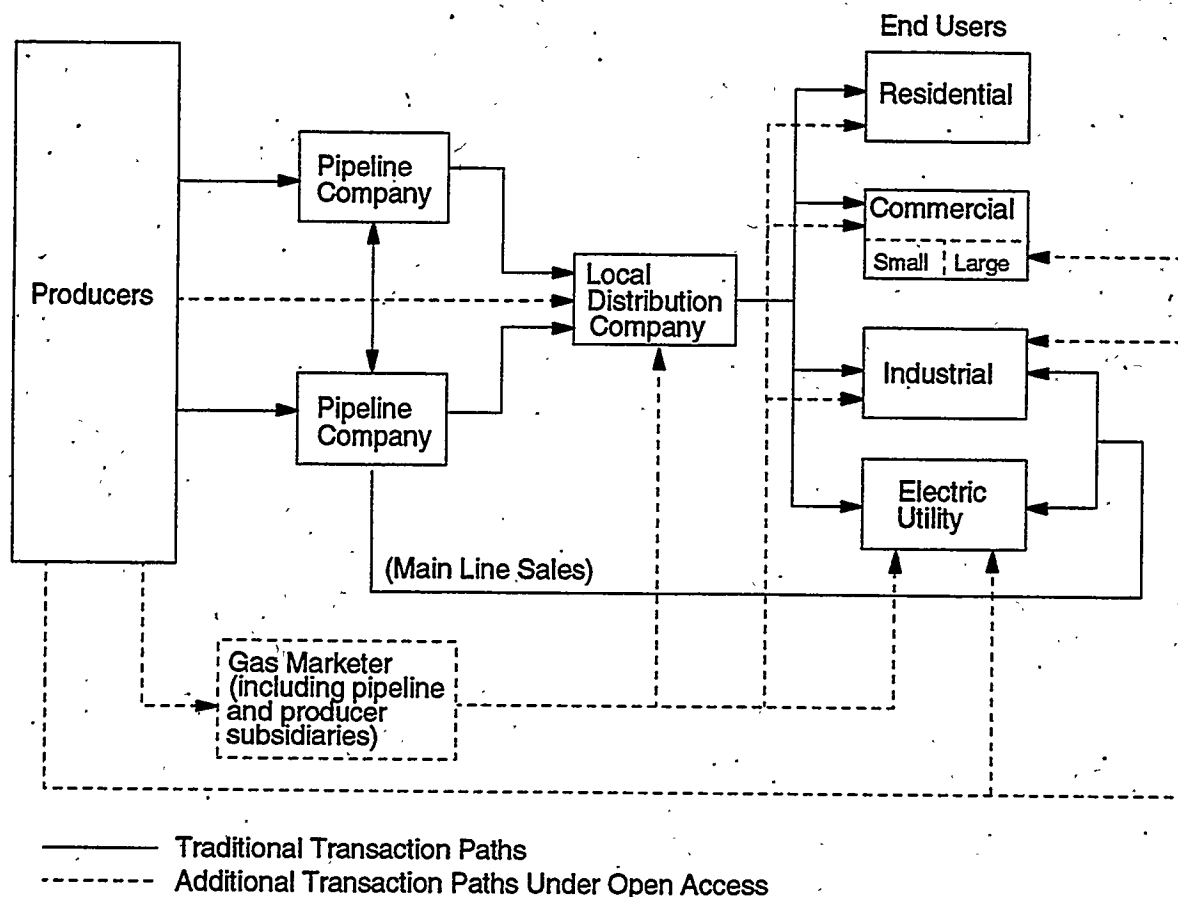 End Users
Residential
Pipeline
Company
Commercial
Small
Large
Producers
Local
Distribution
Company
Industrial
Pipeline
Company
Electric
Utility
(Main Line Sales)
Gas Marketer
(including pipeline
and producer
subsidiaries)
Traditional Transaction Paths
Additional Transaction Paths Under Open Access